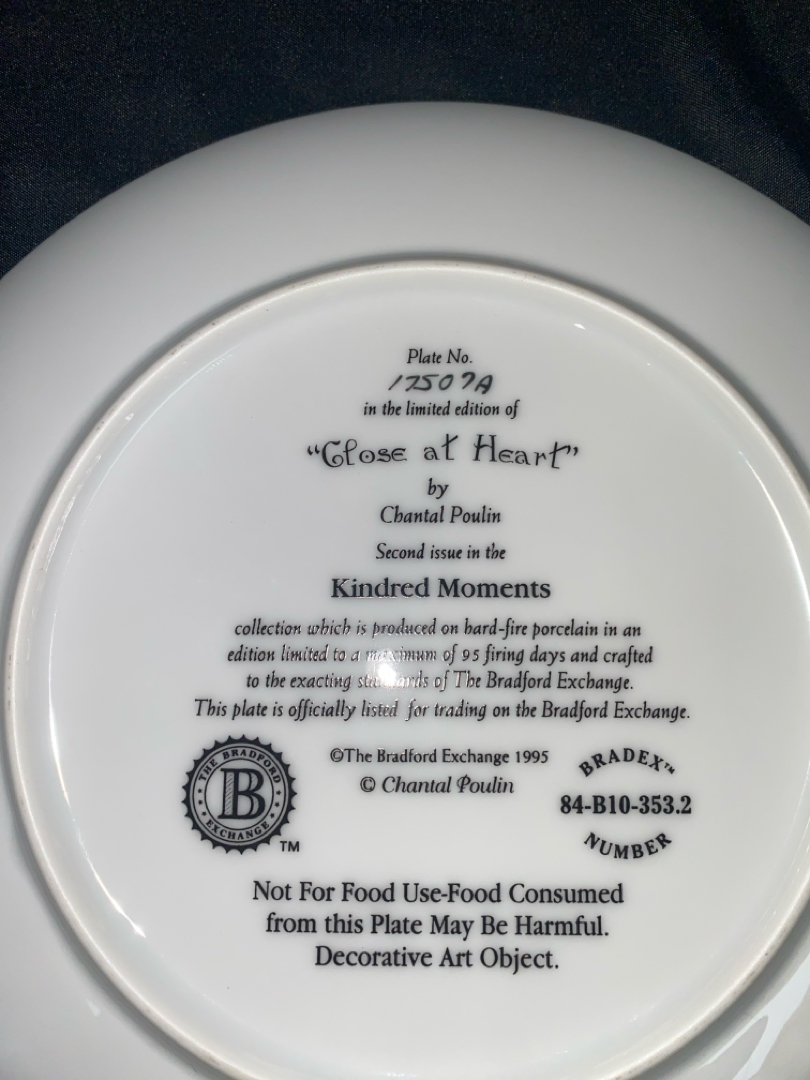 Plate No.
17507A
in the limited edition of
"Close at Heart"
by
Chantal Poulin
Second issue in the
Kindred Moments
collection which is produced on hard-fire porcelain in an
edition limited to a maximum of 95 firing days and crafted
to the exacting standards of The Bradford Exchange.
This plate is officially listed for trading on the Bradford Exchange.
THE BRADFORD
B
EXCHANGE
TM
©The Bradford Exchange 1995
© Chantal Poulin
BRADEX™
84-B10-353.2
NUMBER
Not For Food Use-Food Consumed
from this Plate May Be Harmful.
Decorative Art Object.